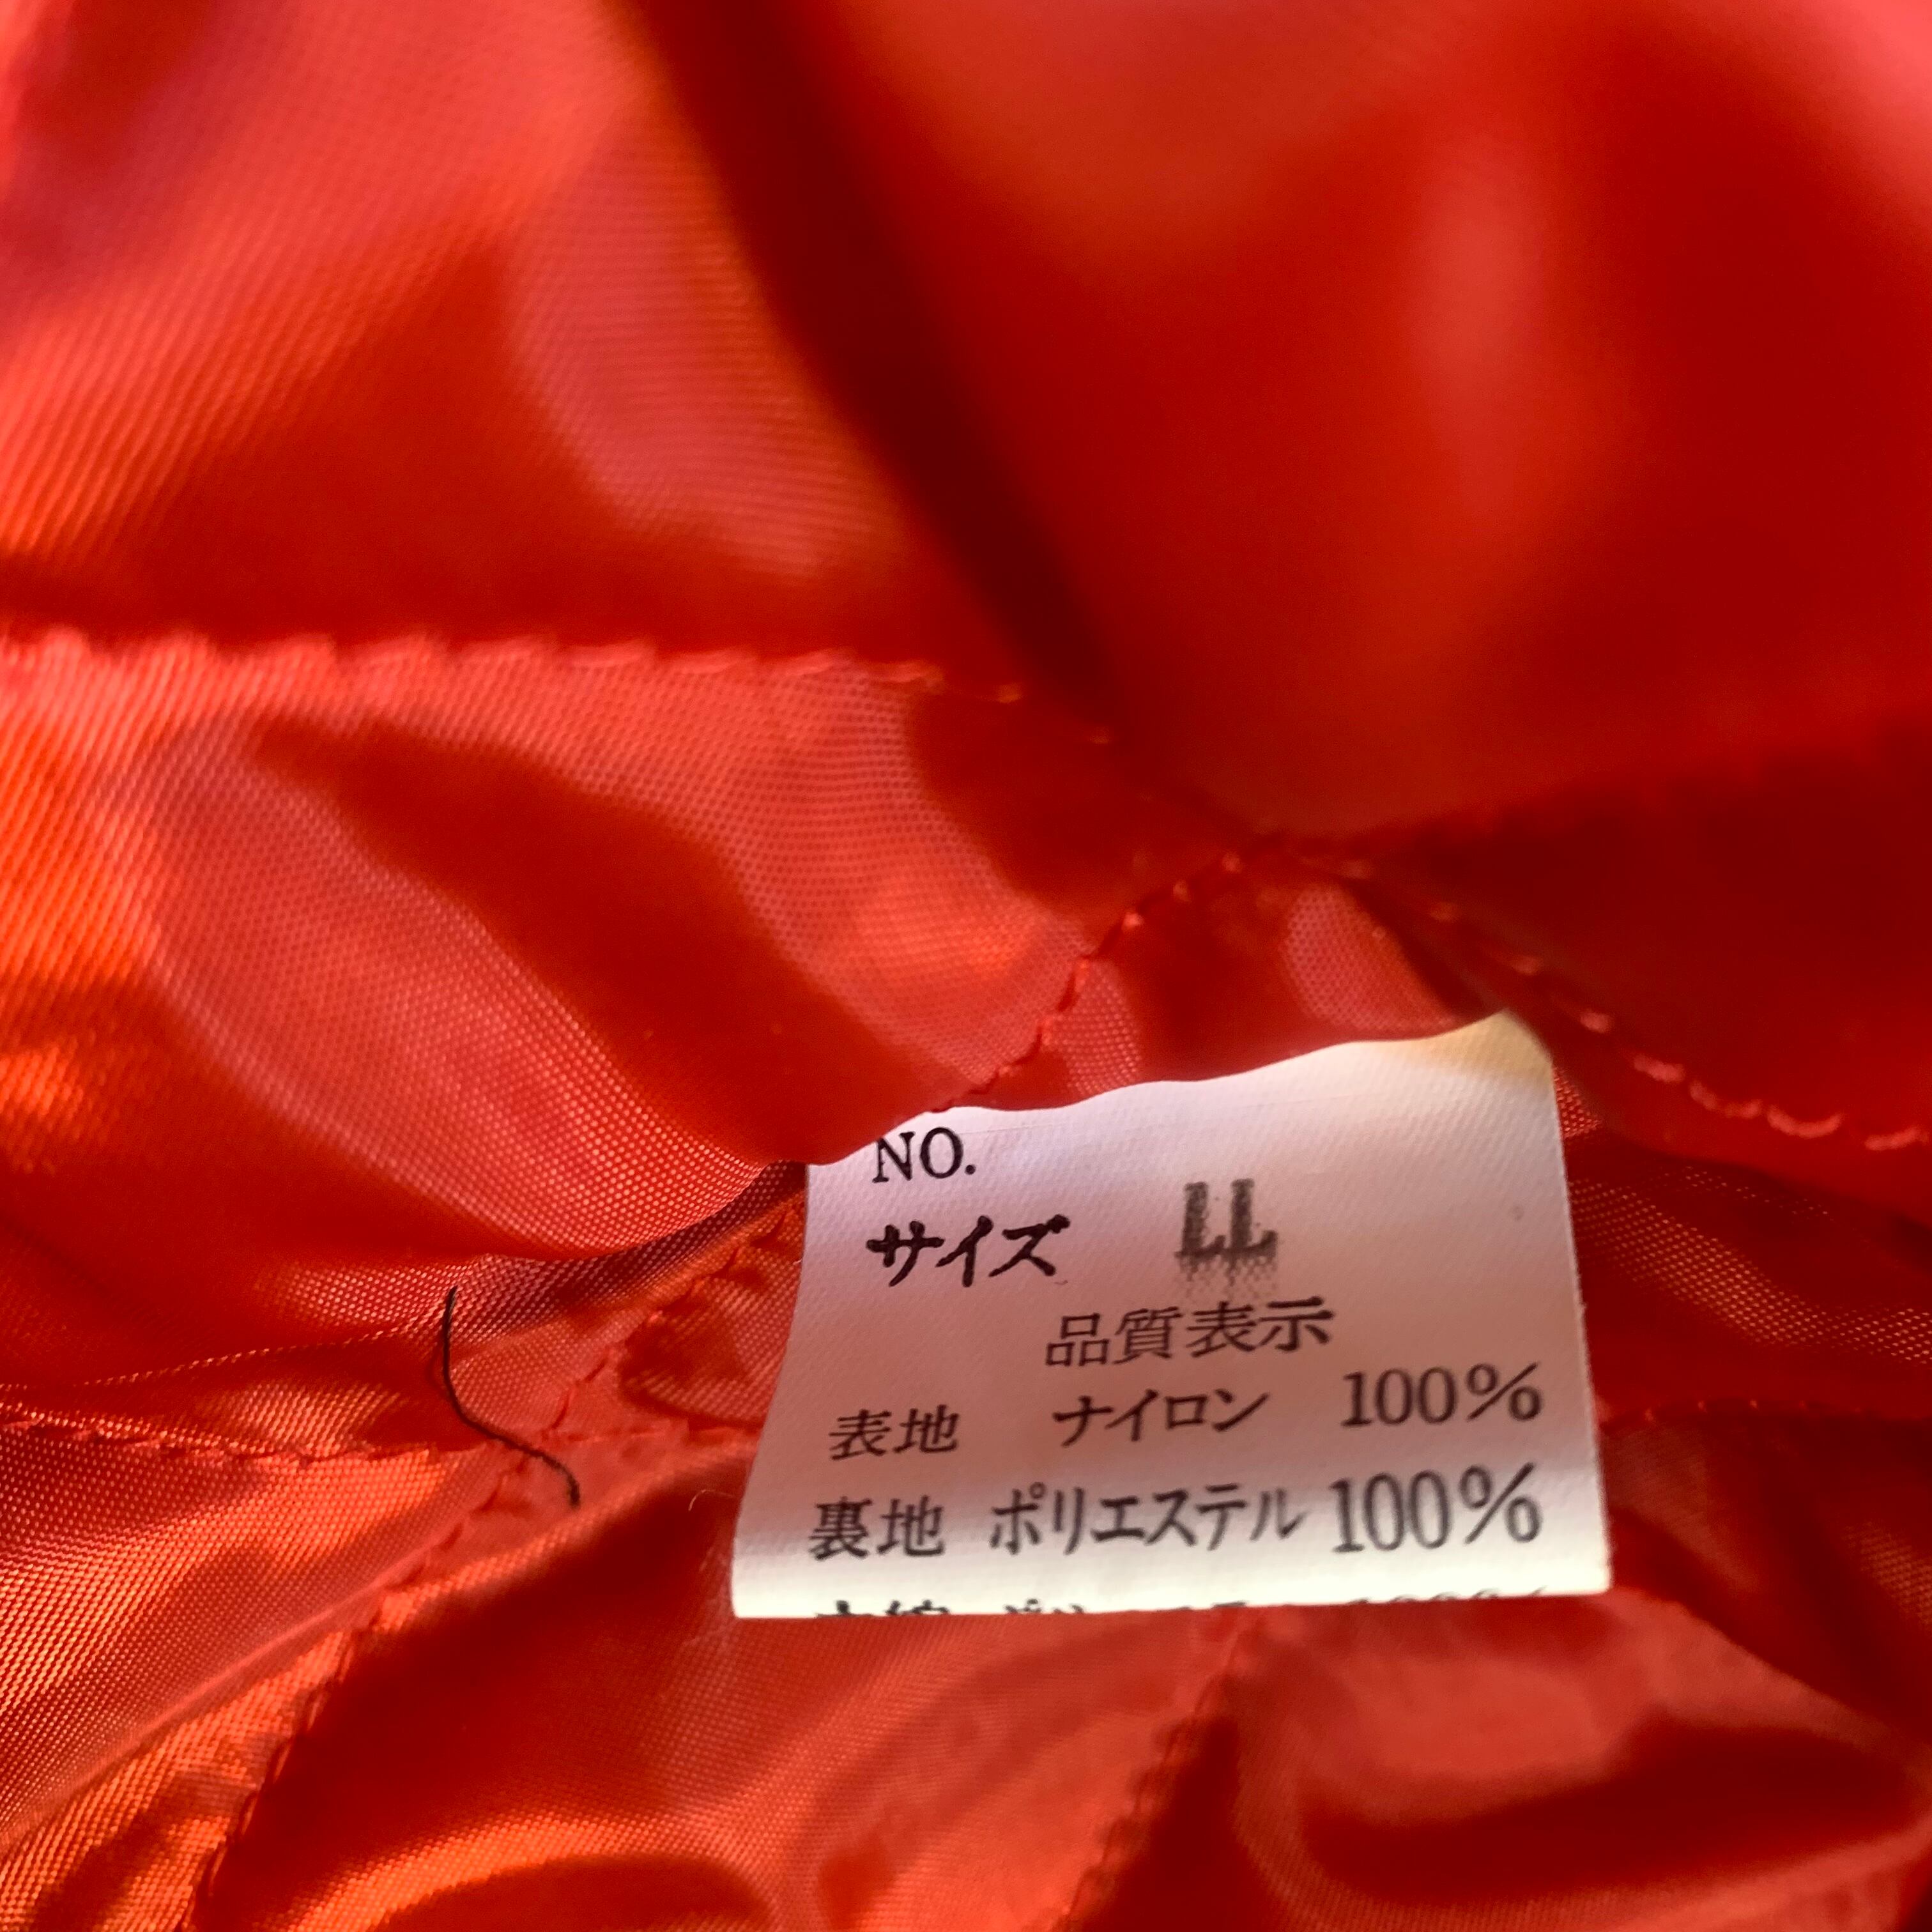 NO.
サイズ LL
品質表示
表地 ナイロン 100%
裏地 ポリエステル 100%